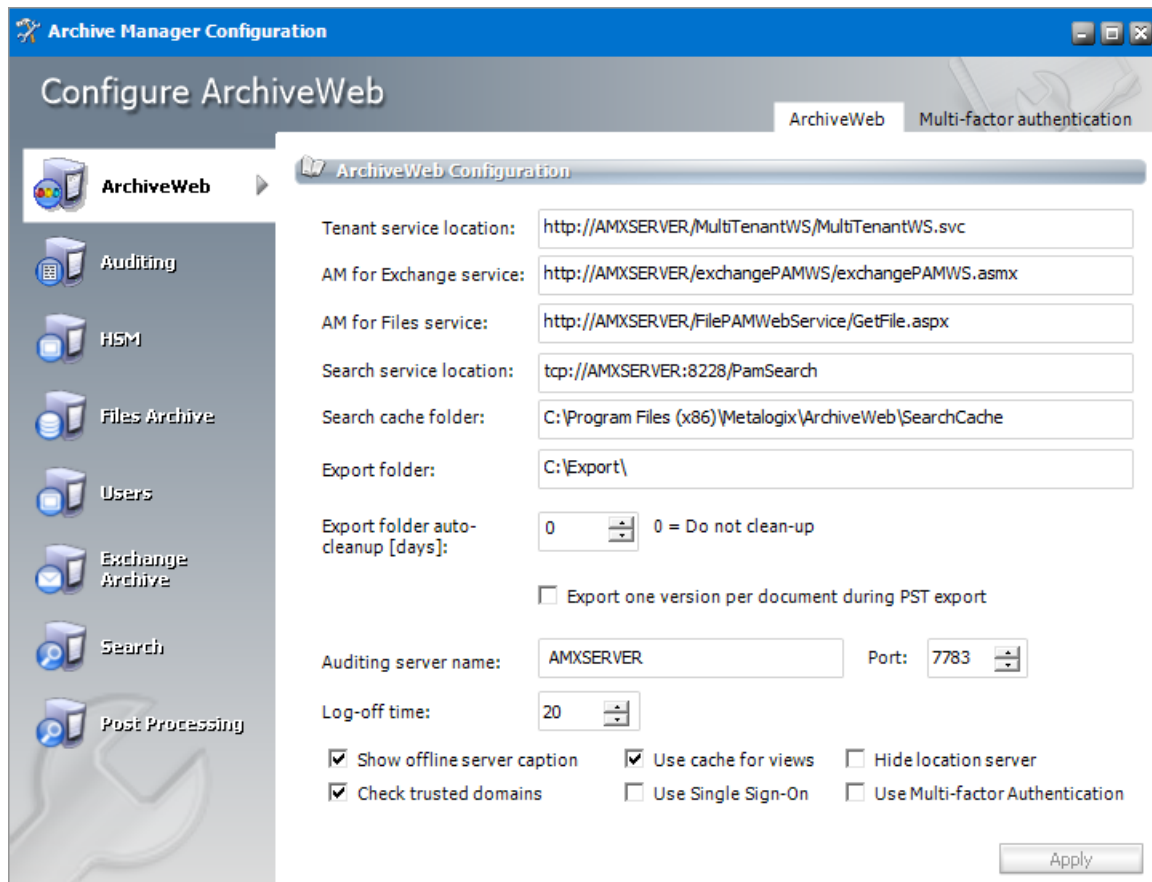 Archive Manager Configuration
Configure ArchiveWeb
ArchiveWeb
Multi-factor authentication
ArchiveWeb
Auditing
HSM
Files Archive
Users
Exchange
Archive
Search
Post Processing
ArchiveWeb Configuration
Tenant service location:
http://AMXSERVER/MultiTenantWS/MultiTenantWS.svc
AM for Exchange service:
http://AMXSERVER/exchangePAMWS/exchangePAMWS.asmx
AM for Files service:
http://AMXSERVER/FilePAMWebService/GetFile.aspx
Search service location:
tcp://AMXSERVER:8228/PamSearch
Search cache folder:
C:\Program Files (x86)\Metalogix\ArchiveWeb\SearchCache
Export folder:
C:\Export\
Export folder auto-
cleanup [days]:
0
0 = Do not clean-up
Export one version per document during PST export
Auditing server name:
AMXSERVER
Port:
7783
Log-off time:
20
Show offline server caption
Use cache for views
Hide location server
Check trusted domains
Use Single Sign-On
Use Multi-factor Authentication
Apply